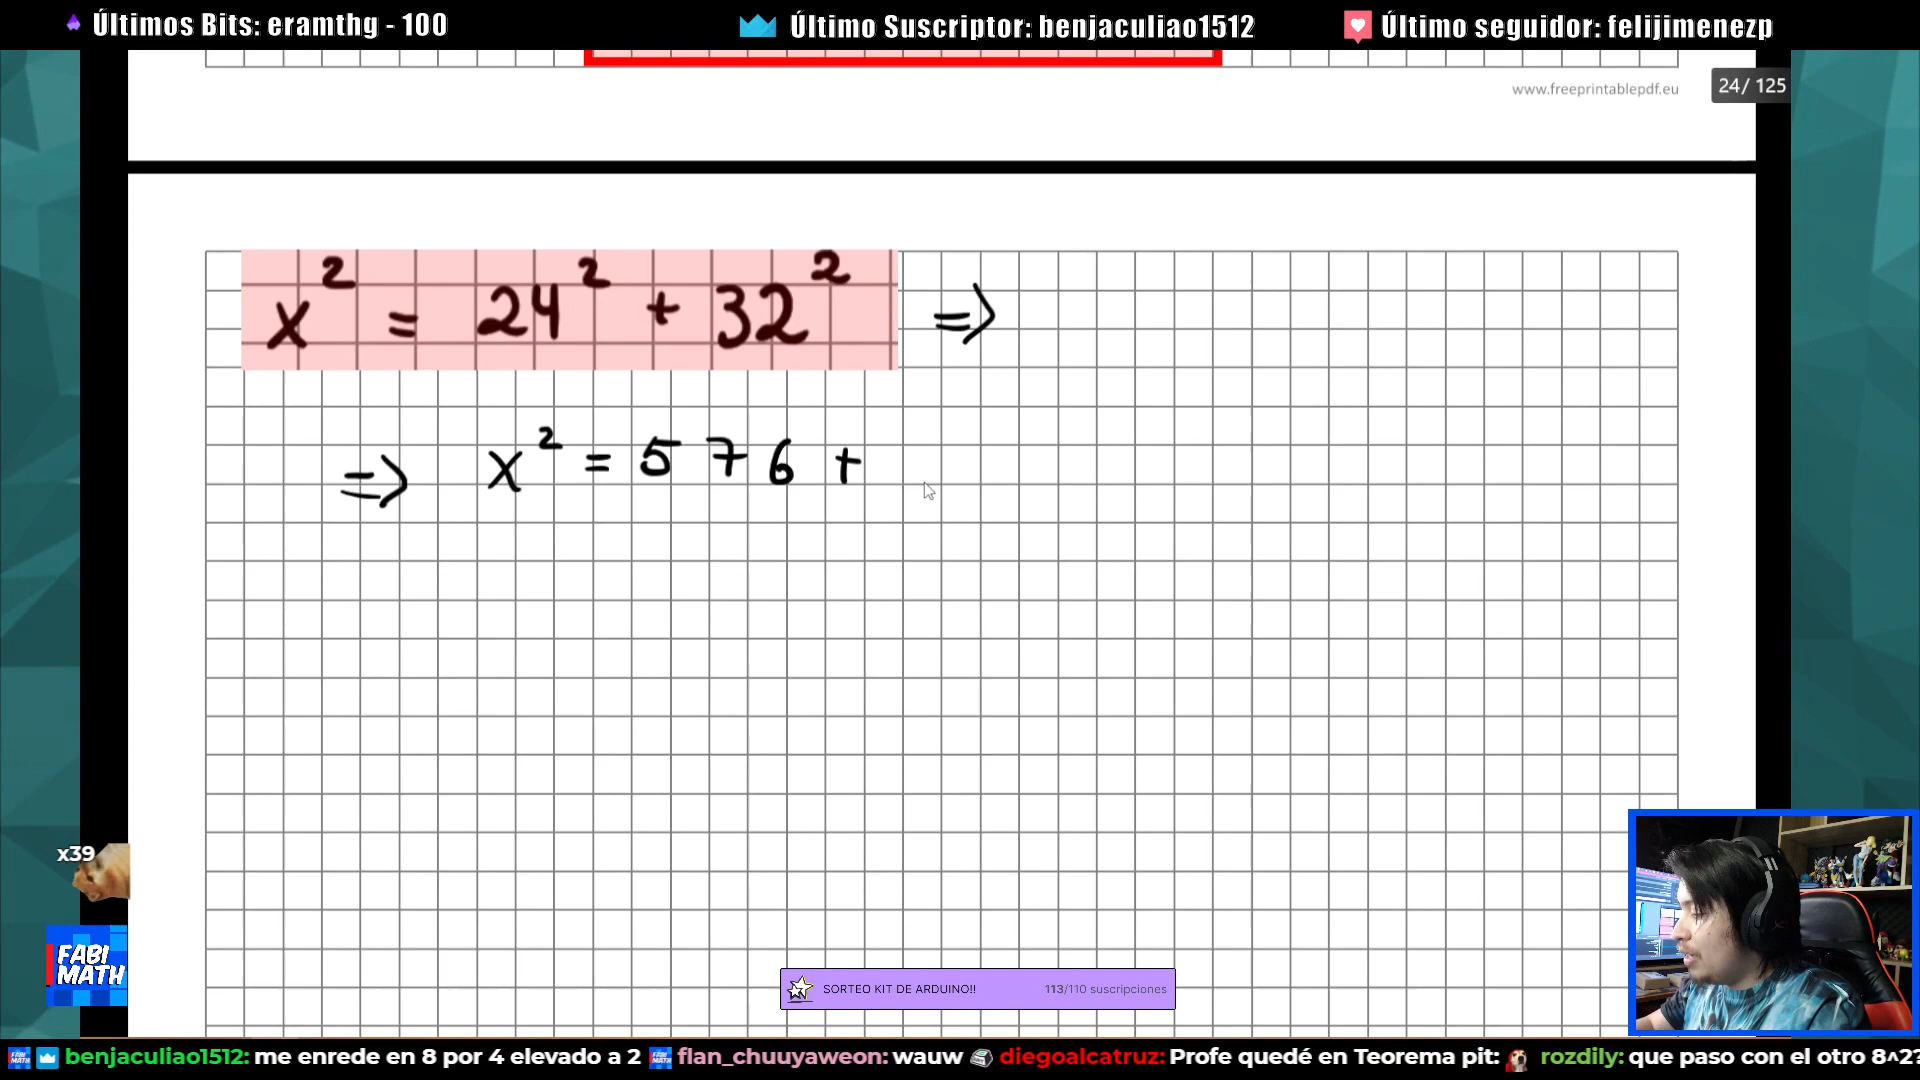 Últimos Bits: eramthg - 100
Último Suscriptor: benjaculiao1512
Último seguidor: felijimenezp
www.freeprintablepdf.eu
24/ 125
x² = 24² + 32² =>
=> x² = 576 +
x39
FABI
MATH
SORTEO KIT DE ARDUINO!! 113/110 suscripciones
benjaculiao1512: me enrede en 8 por 4 elevado a 2 flan_chuuyaweon: wauw diegoalcatruz: Profe quedé en Teorema pit: rozdily: que paso con el otro 8^2?